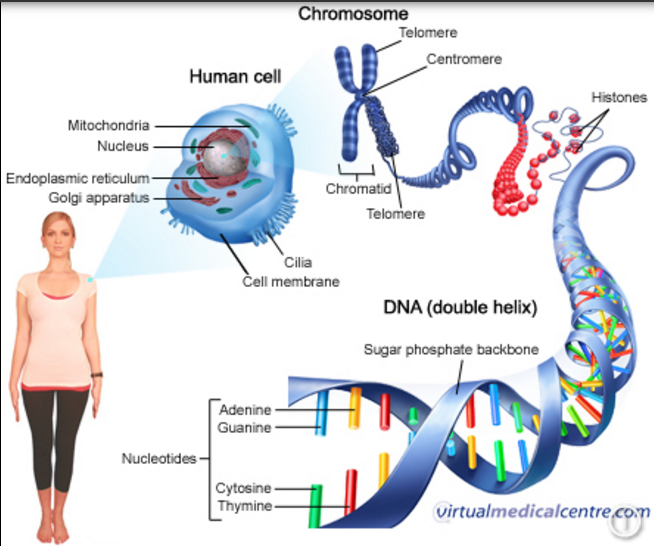 Chromosome
Telomere
Centromere
Human cell
Histones
Mitochondria
Nucleus
Endoplasmic reticulum
Golgi apparatus
Chromatid
Telomere
Cilia
Cell membrane
DNA (double helix)
Sugar phosphate backbone
Adenine
Guanine
Nucleotides
Cytosine
Thymine
virtualmedicalcentre.com